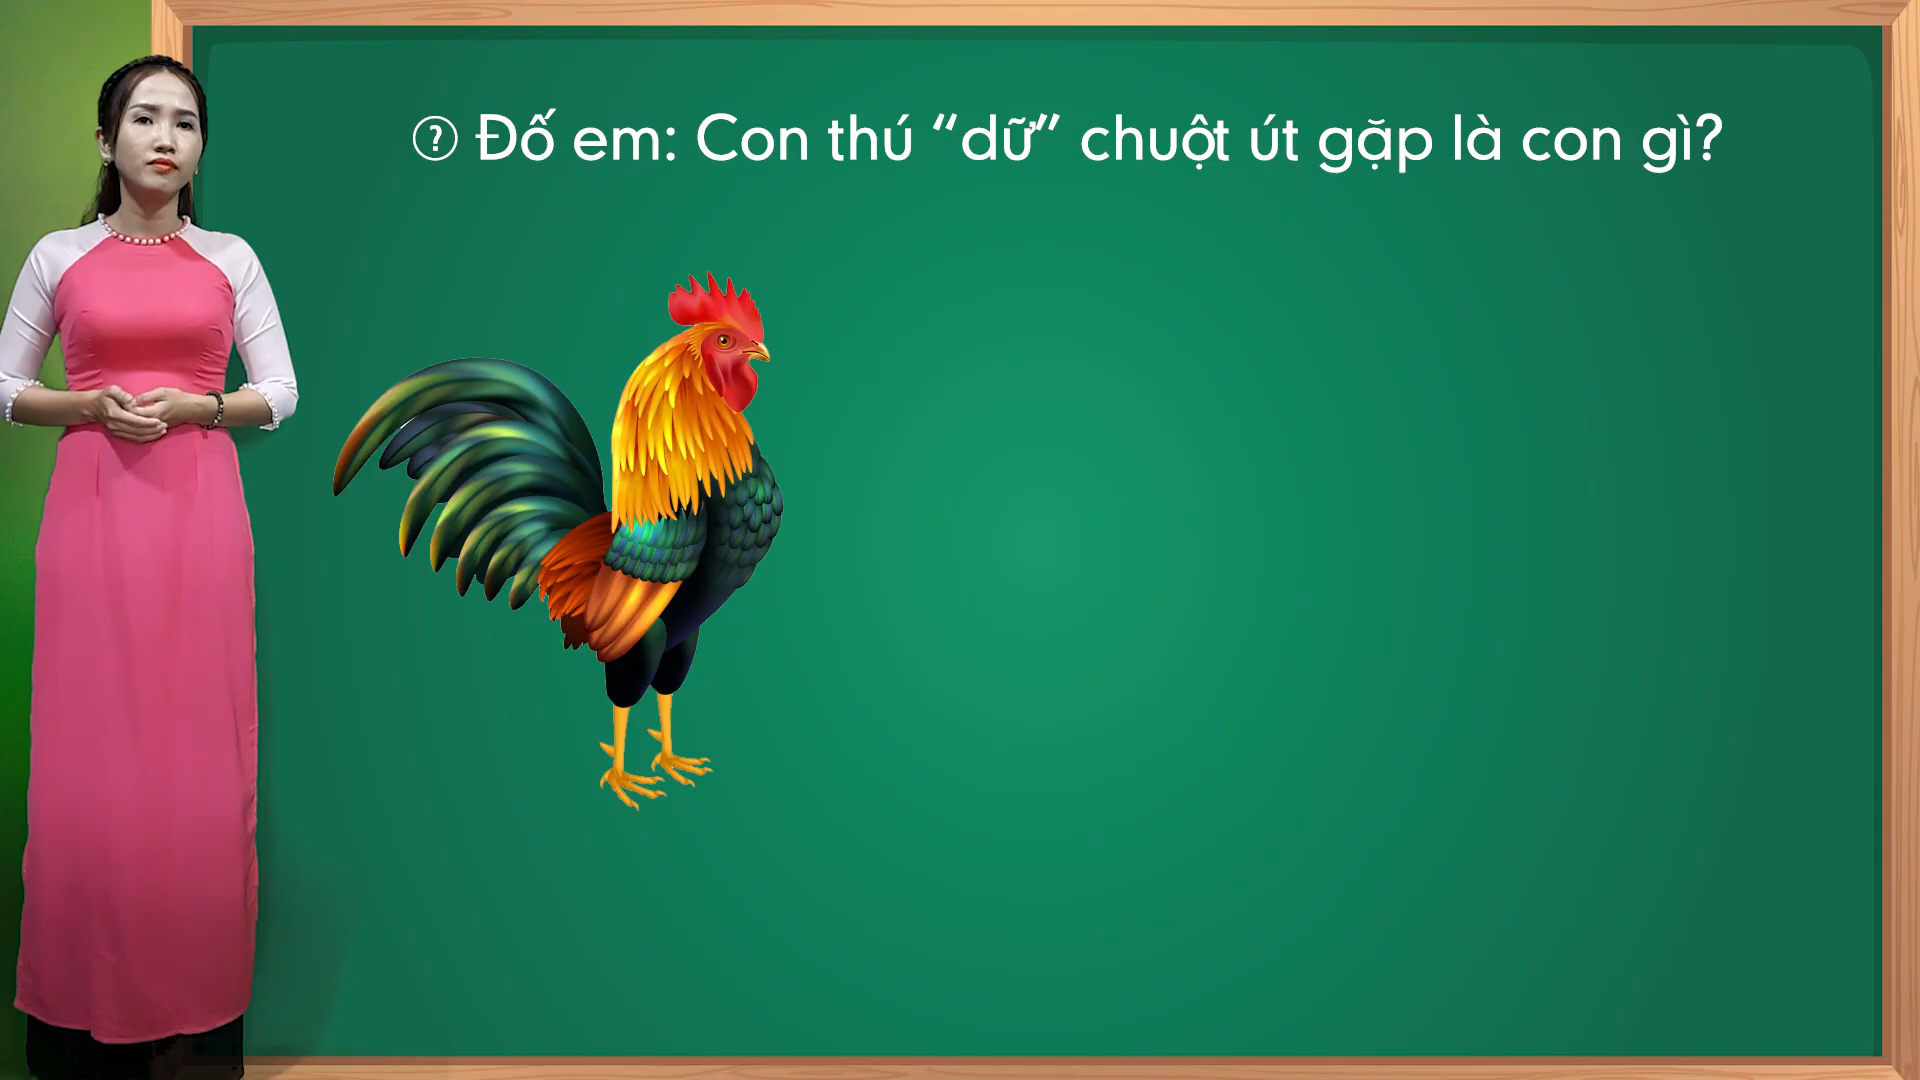 ? Đố em: Con thú “dữ” chuột út gặp là con gì?